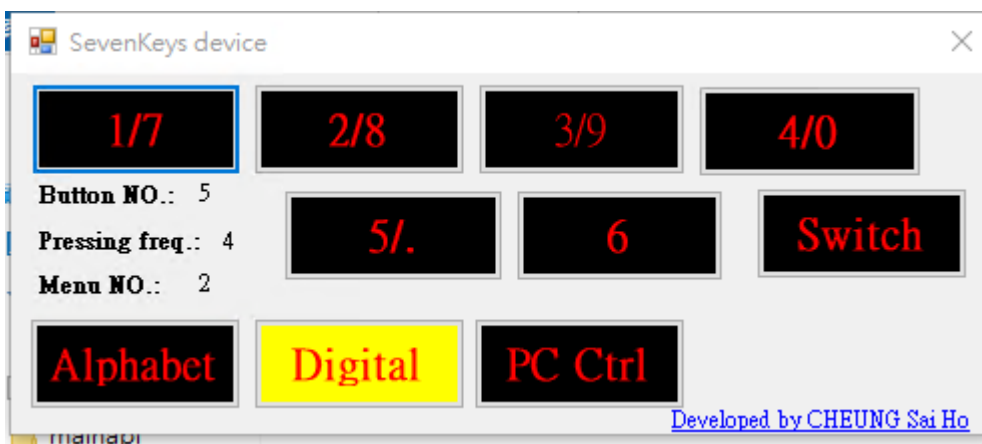 SevenKeys device
1/7 2/8 3/9 4/0
Button NO.: 5
Pressing freq.: 4
Menu NO.: 2
5/. 6 Switch
Alphabet Digital PC Ctrl
Developed by CHEUNG Sai Ho